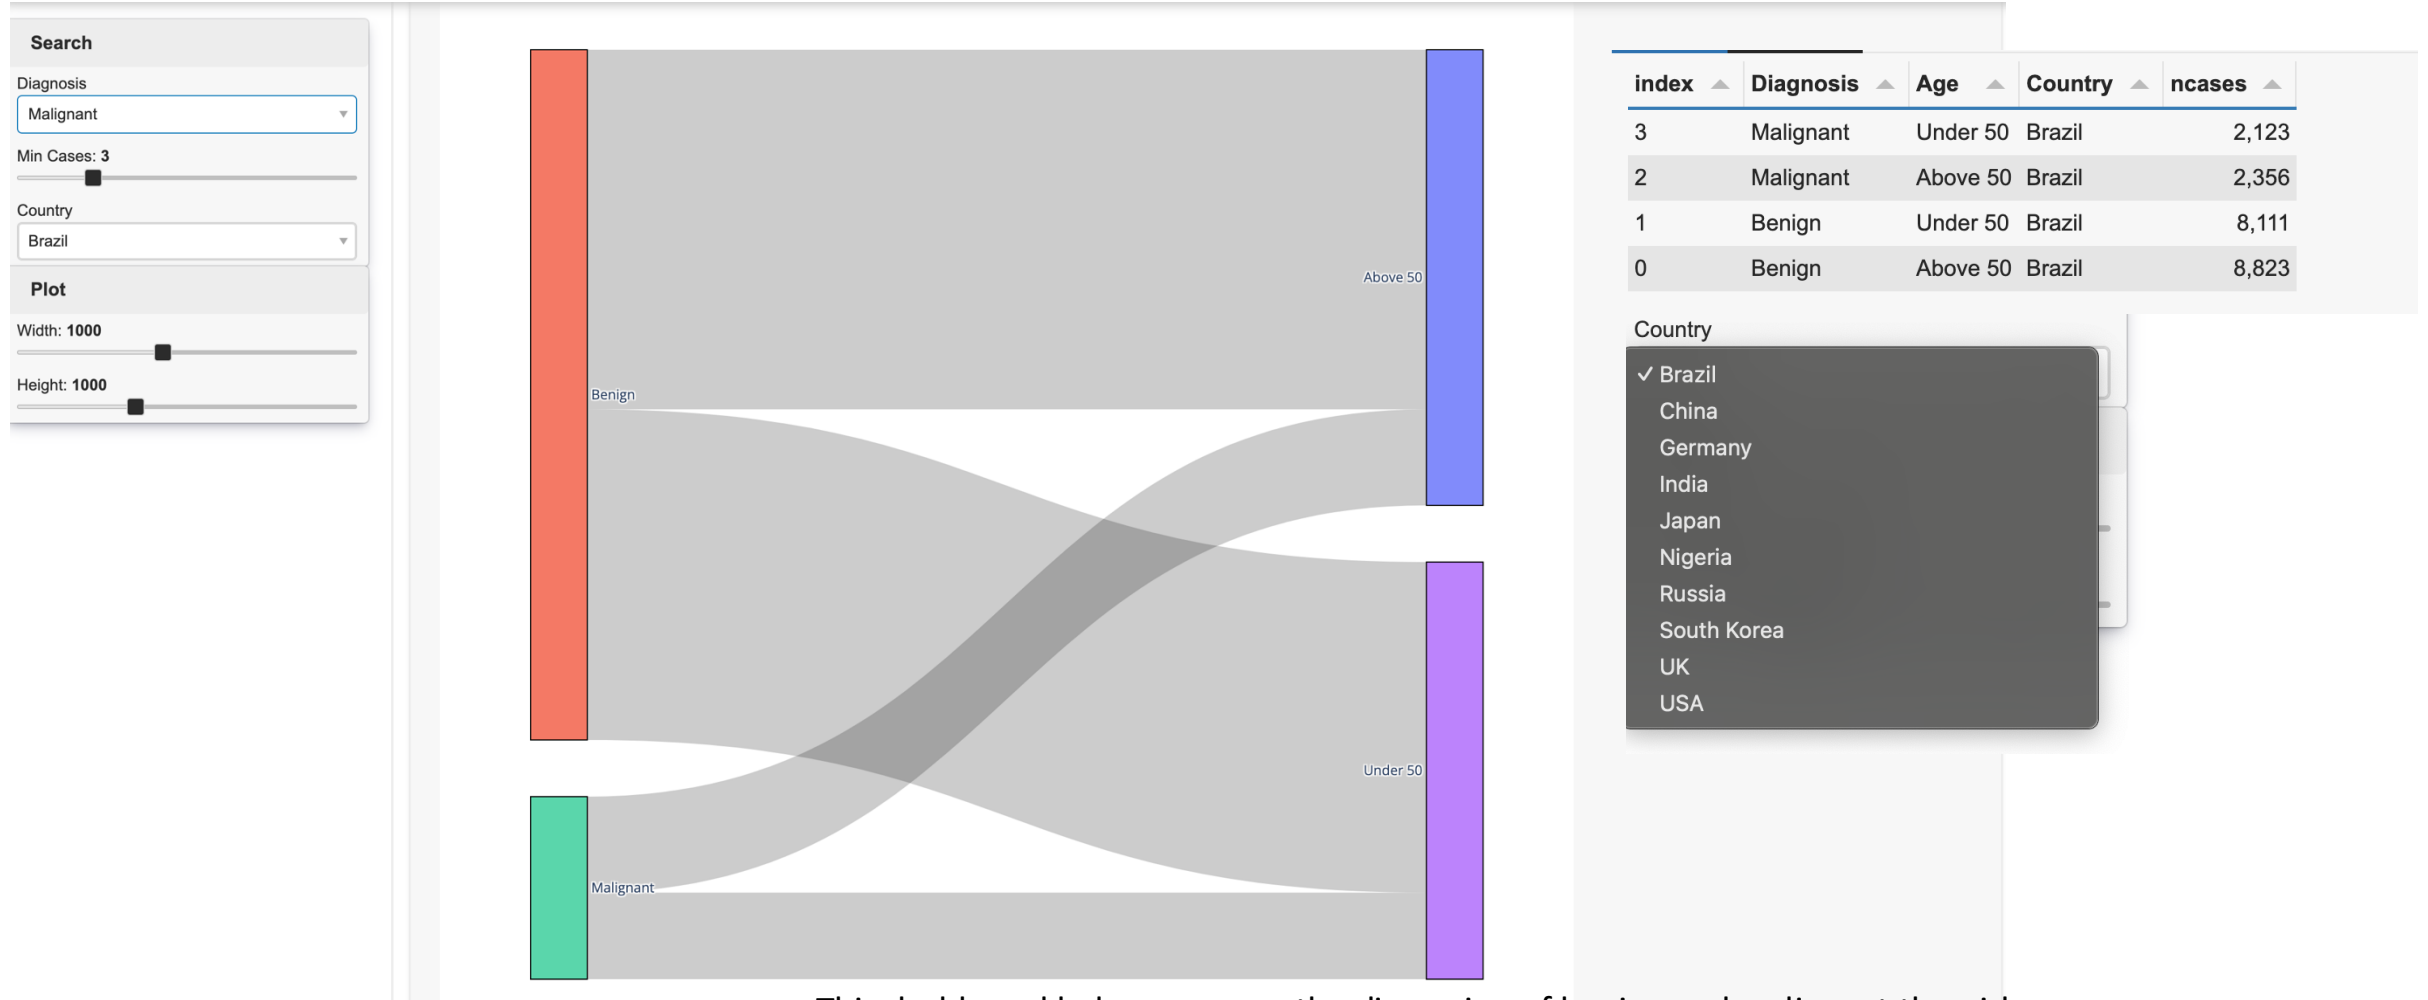 Search
Diagnosis
Malignant
Min Cases: 3
Country
Brazil
Plot
Width: 1000
Height: 1000
Benign
Malignant
Above 50
Under 50
index Diagnosis Age Country ncases
3 Malignant Under 50 Brazil 2,123
2 Malignant Above 50 Brazil 2,356
1 Benign Under 50 Brazil 8,111
0 Benign Above 50 Brazil 8,823
Country
✓ Brazil
China
Germany
India
Japan
Nigeria
Russia
South Korea
UK
USA